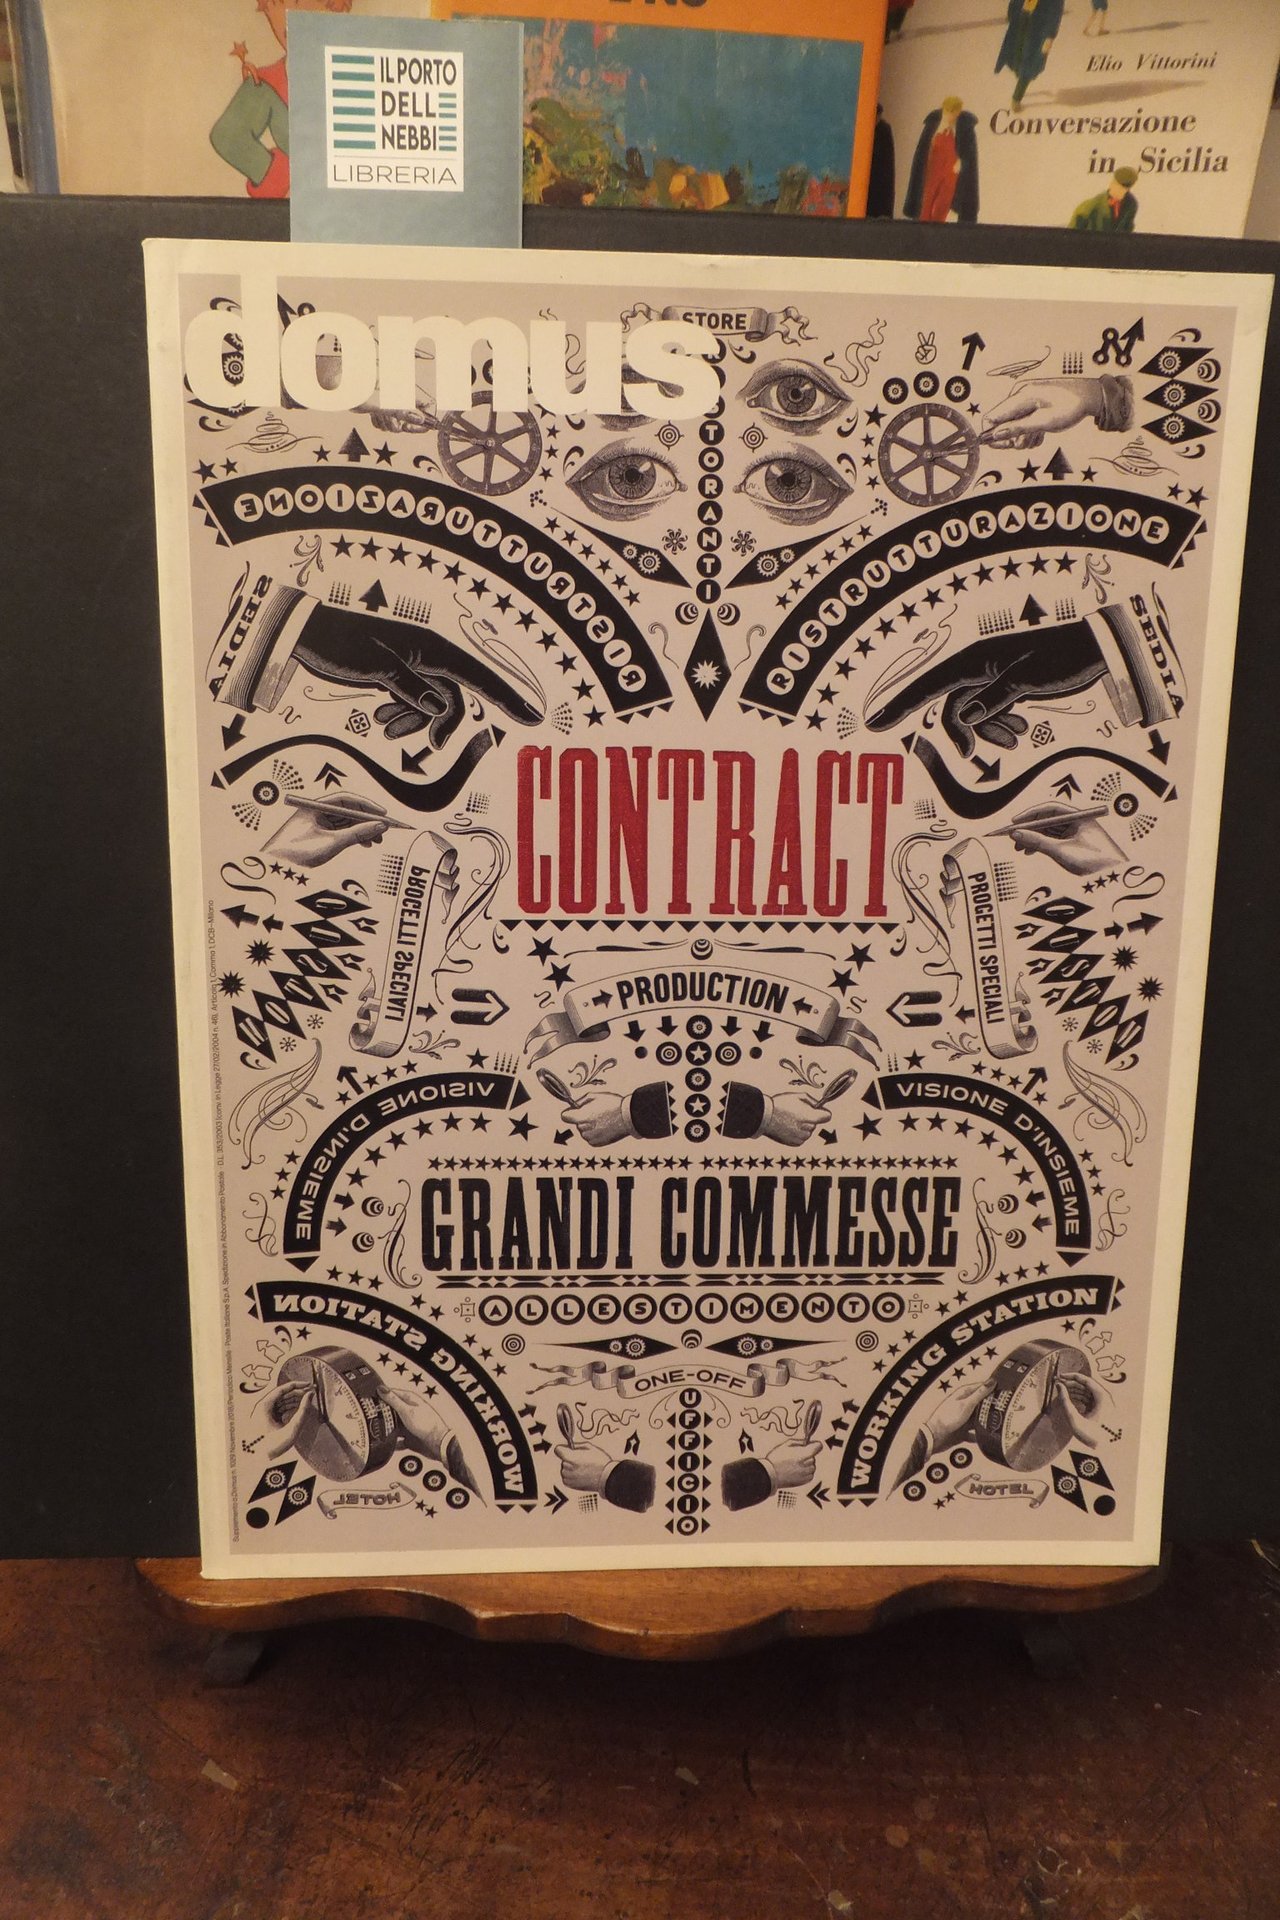 IL PORTO
DELL
NEBBI
LIBRERIA
Elio Vittorini
Conversazione
in Sicilia
domus
STORE
RISTORANTI
RISTRUTTURAZIONE
RISTRUTTURAZIONE
SEDIA
SEDIA
CONTRACT
PROGETTI SPECIALI
PROGETTI SPECIALI
CUSTOM
CUSTOM
PRODUCTION
VISIONE D'INSIEME
VISIONE D'INSIEME
GRANDI COMMESSE
ALLESTIMENTO
WORKING STATION
WORKING STATION
ONE-OFF
UFFICIO
HOTEL
HOTEL